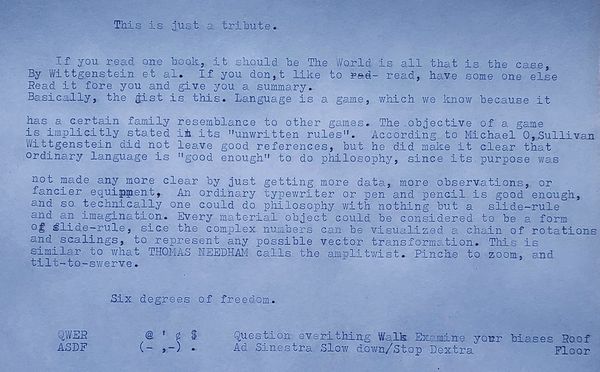 This is just a tribute.
If you read one book, it should be The World is all that is the case,
By Wittgenstein et al. If you don,t like to red- read, have some one else
Read it fore you and give you a summary.
Basically, the gist is this. Language is a game, which we know because it
has a certain family resemblance to other games. The objective of a game
is implicitly stated in its "unwritten rules". According to Michael O,Sullivan
Wittgenstein did not leave good references, but he did make it clear that
ordinary language is "good enough" to do philosophy, since its purpose was
not made any more clear by just getting more data, more observations, or
fancier equipment, An ordinary typewriter or pen and pencil is good enough,
and so technically one could do philosophy with nothing but a slide-rule
and an imagination. Every material object could be considered to be a form
of slide-rule, sice the complex numbers can be visualized a chain of rotations
and scalings, to represent any possible vector transformation. This is
similar to what THOMAS NEEDHAM calls the amplitwist. Pinche to zoom, and
tilt-to-swerve.
Six degrees of freedom.
QWER @ ' ¢ $ Question everithing Walk Examine your biases Roof
ASDF (- ,-) . Ad Sinestra Slow down/Stop Dextra Floor